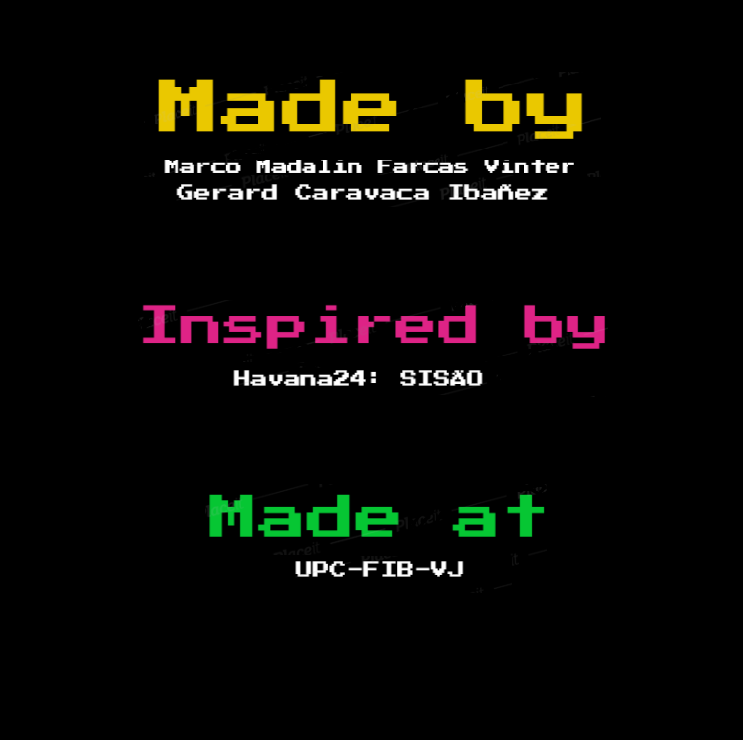 Made by
Marco Madalin Farcas Vinter
Gerard Caravaca Ibañez
Inspired by
Havana24: SISÃO
Made at
UPC-FIB-VJ